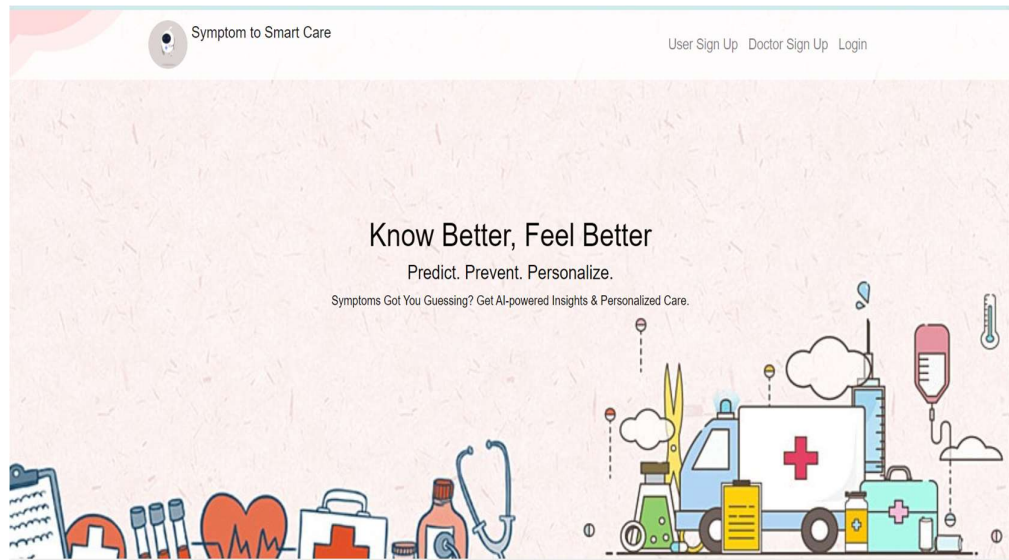 Symptom to Smart Care
User Sign Up Doctor Sign Up Login
Know Better, Feel Better
Predict. Prevent. Personalize.
Symptoms Got You Guessing? Get AI-powered Insights & Personalized Care.